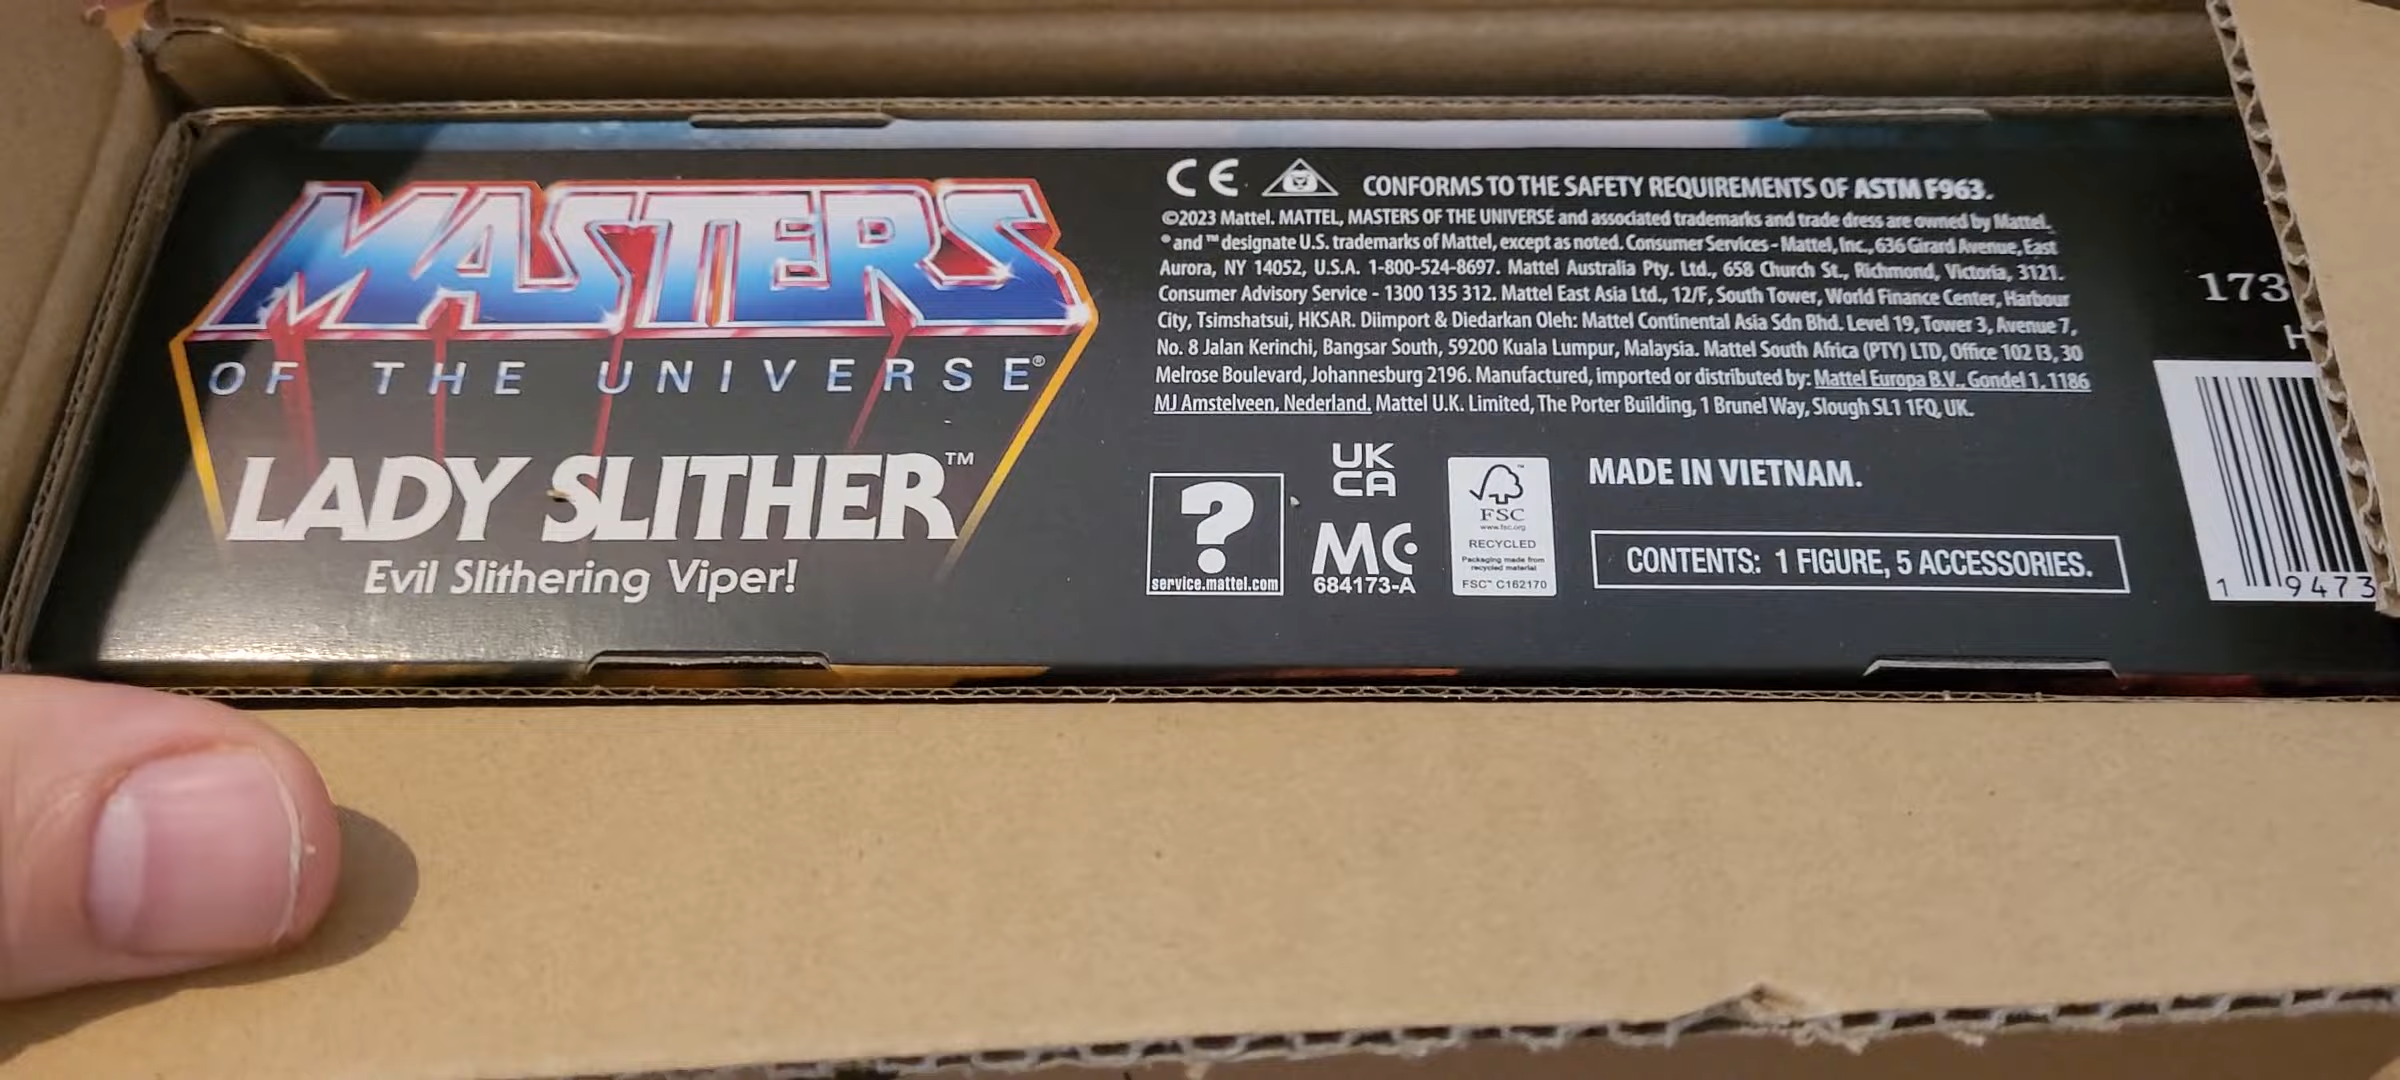 MASTERS
OF THE UNIVERSE®
LADY SLITHER™
Evil Slithering Viper!
CE CONFORMS TO THE SAFETY REQUIREMENTS OF ASTM F963.
©2023 Mattel. MATTEL, MASTERS OF THE UNIVERSE and associated trademarks and trade dress are owned by Mattel.
® and ™ designate U.S. trademarks of Mattel, except as noted. Consumer Services - Mattel, Inc., 636 Girard Avenue, East
Aurora, NY 14052, U.S.A. 1-800-524-8697. Mattel Australia Pty. Ltd., 658 Church St., Richmond, Victoria, 3121.
Consumer Advisory Service - 1300 135 312. Mattel East Asia Ltd., 12/F, South Tower, World Finance Center, Harbour
City, Tsimshatsui, HKSAR. Diimport & Diedarkan Oleh: Mattel Continental Asia Sdn Bhd. Level 19, Tower 3, Avenue 7,
No. 8 Jalan Kerinchi, Bangsar South, 59200 Kuala Lumpur, Malaysia. Mattel South Africa (PTY) LTD, Office 102 I3, 30
Melrose Boulevard, Johannesburg 2196. Manufactured, imported or distributed by: Mattel Europa B.V., Gondel 1, 1186
MJ Amstelveen, Nederland. Mattel U.K. Limited, The Porter Building, 1 Brunel Way, Slough SL1 1FQ, UK.
?
service.mattel.com
UK
CA
MC
684173-A
FSC™
www.fsc.org
RECYCLED
Packaging made from
recycled material
FSC™ C162170
MADE IN VIETNAM.
CONTENTS: 1 FIGURE, 5 ACCESSORIES.
173
H
1 9473